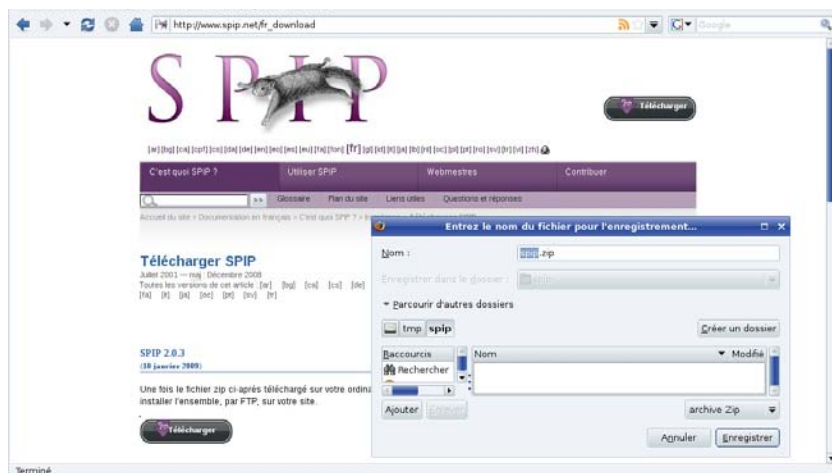 http://www.spip.net/fr_download
Google
SPIP
Télécharger
[ar] [bg] [ca] [cpf] [cs] [da] [de] [en] [eo] [es] [eu] [fa] [fon] [fr] [gl] [id] [it] [ja] [lb] [nl] [oc] [pl] [pt] [ro] [sv] [tr] [vi] [zh]
C'est quoi SPIP ? Utiliser SPIP Webmestres Contribuer
>> Glossaire Plan du site Liens utiles Questions et réponses
Accueil du site > Documentation en français > C'est quoi SPIP ? >
Télécharger SPIP
Juillet 2001 — maj : Décembre 2008
Toutes les versions de cet article : [ar] [bg] [ca] [cs] [de]
[fa] [it] [ja] [oc] [pt] [sv] [tr]
SPIP 2.0.3
(10 janvier 2009)
Une fois le fichier zip ci-après téléchargé sur votre ordina
installer l'ensemble, par FTP, sur votre site.
Télécharger
Entrez le nom du fichier pour l'enregistrement...
Nom : spip.zip
Enregistrer dans le dossier : spip
Parcourir d'autres dossiers
tmp spip Créer un dossier
Raccourcis Nom Modifié
Rechercher
Ajouter Enlever archive Zip
Annuler Enregistrer
Terminé